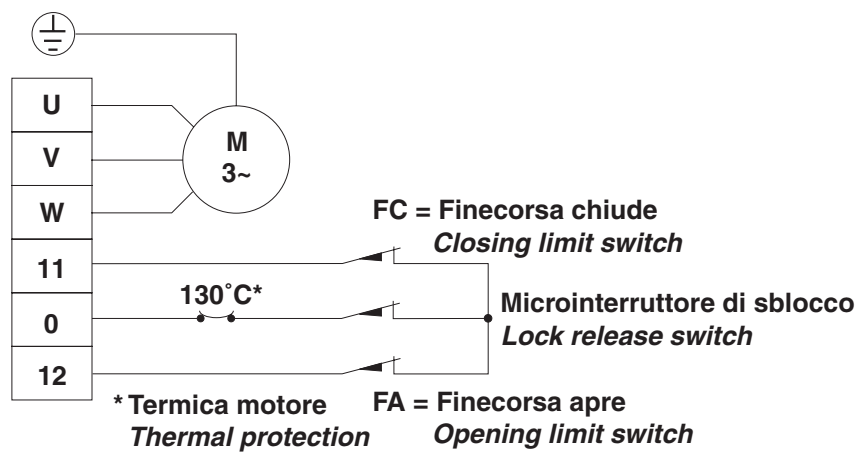 U
V
W
11
0
12
M
3~
FC = Finecorsa chiude
Closing limit switch
130˚C*
Microinterruttore di sblocco
Lock release switch
* Termica motore
Thermal protection
FA = Finecorsa apre
Opening limit switch